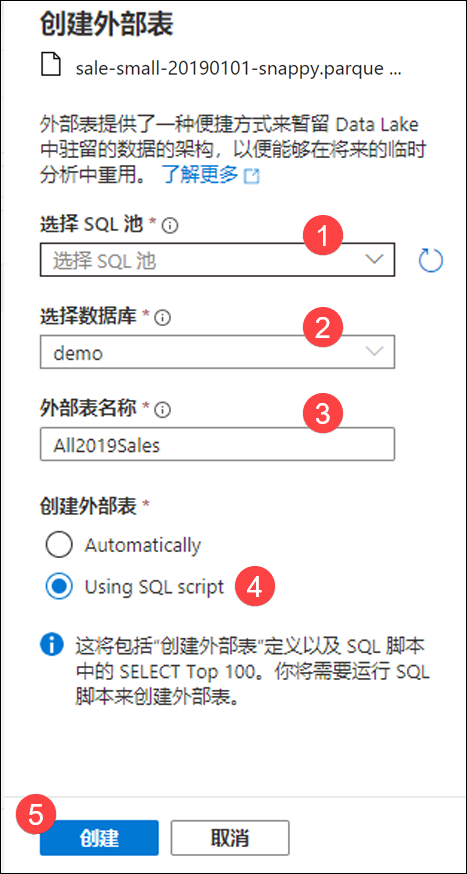 创建外部表
sale-small-20190101-snappy.parque ...
外部表提供了一种便捷方式来暂留 Data Lake
中驻留的数据的架构，以便能够在将来的临时
分析中重用。 了解更多
选择 SQL 池 *
1
选择 SQL 池
选择数据库 *
2
demo
外部表名称 *
3
All2019Sales
创建外部表 *
Automatically
Using SQL script 4
这将包括“创建外部表”定义以及 SQL 脚本
中的 SELECT Top 100。你将需要运行 SQL
脚本来创建外部表。
5
创建 取消